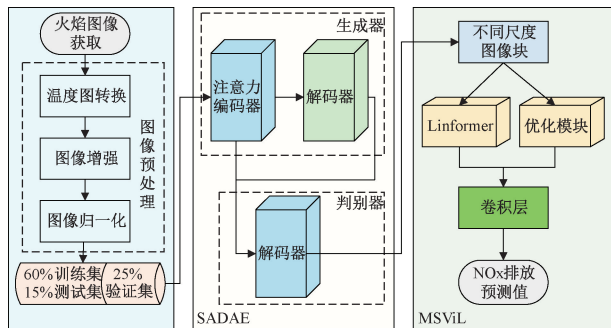 火焰图像
获取
温度图转换
图像增强
图像归一化
图像预处理
60%训练集
15%测试集
25%
验证集
生成器
注意力
编码器
解码器
判别器
解码器
SADAE
不同尺度
图像块
Linformer
优化模块
卷积层
NOx排放
预测值
MSViL